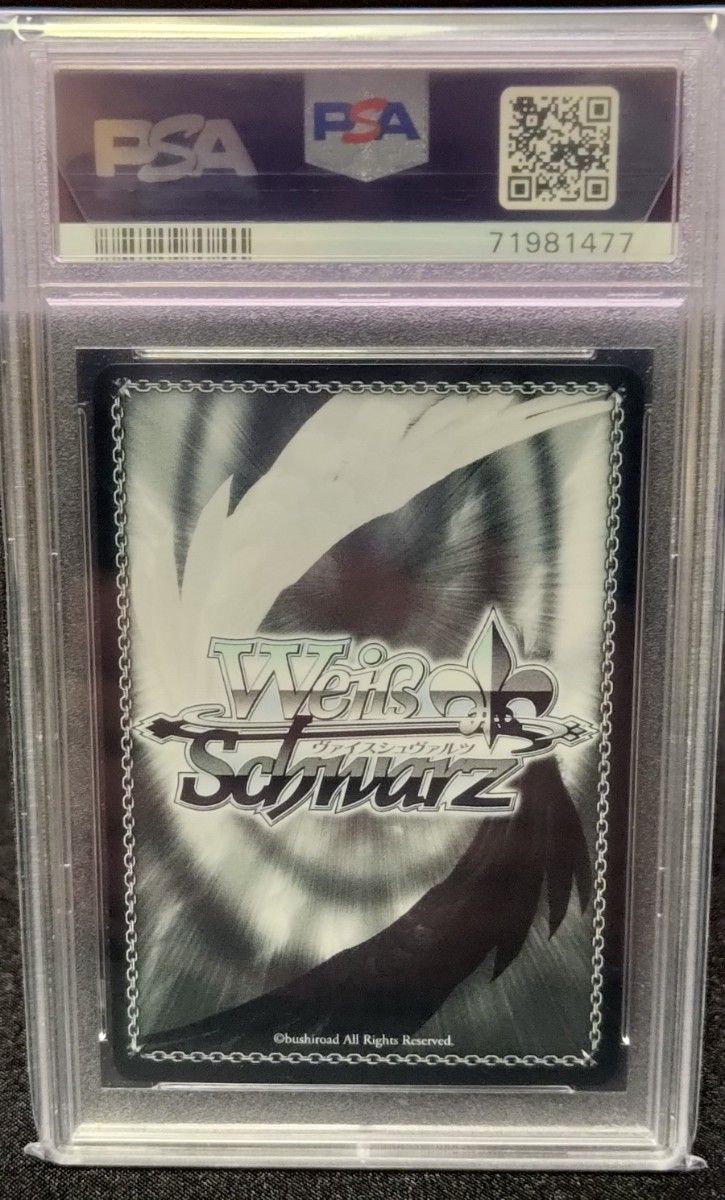 PSA PSA
71981477
Weiß
ヴァイスシュヴァルツ
Schwarz
©bushiroad All Rights Reserved.